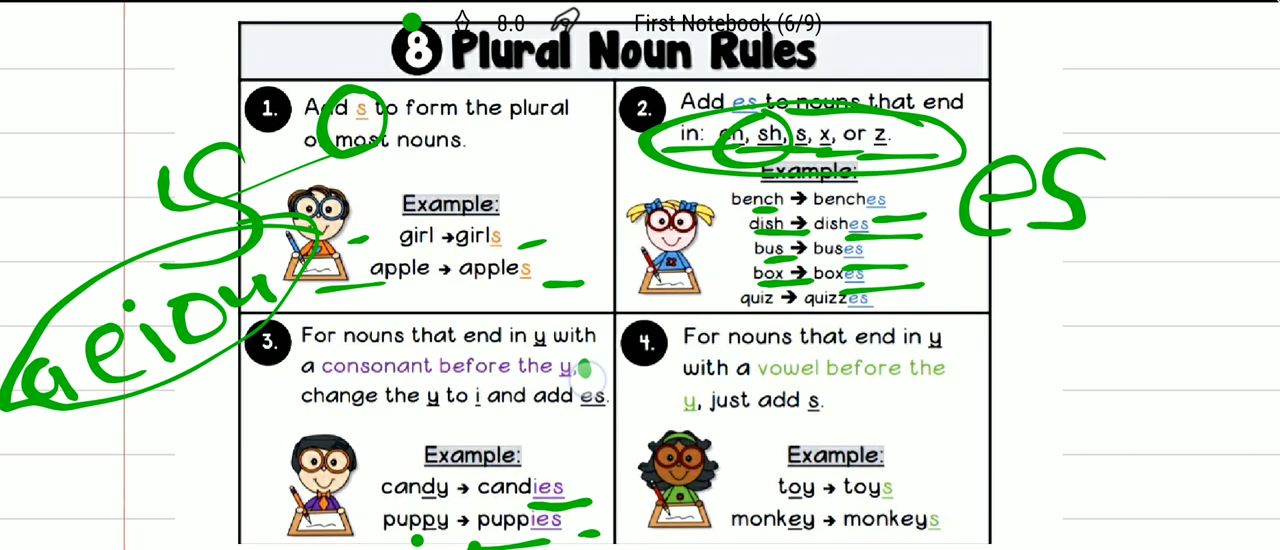 8.0 First Notebook (6/9)
8 Plural Noun Rules
1. Add s to form the plural
of most nouns.
Example:
girl → girls
apple → apples
2. Add es to nouns that end
in: ch, sh, s, x, or z.
Example:
bench → benches
dish → dishes
bus → buses
box → boxes
quiz → quizzes
s
es
aeiou
3. For nouns that end in y with
a consonant before the y,
change the y to i and add es.
Example:
candy → candies
puppy → puppies
4. For nouns that end in y
with a vowel before the
y, just add s.
Example:
toy → toys
monkey → monkeys